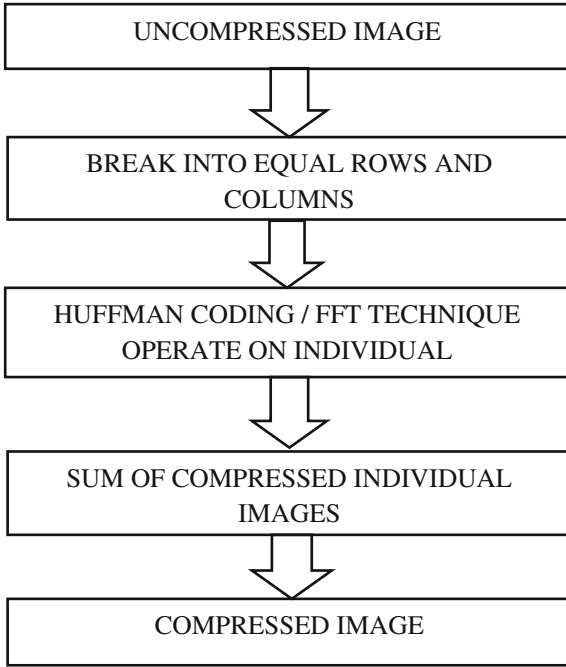 UNCOMPRESSED IMAGE
BREAK INTO EQUAL ROWS AND
COLUMNS
HUFFMAN CODING / FFT TECHNIQUE
OPERATE ON INDIVIDUAL
SUM OF COMPRESSED INDIVIDUAL
IMAGES
COMPRESSED IMAGE